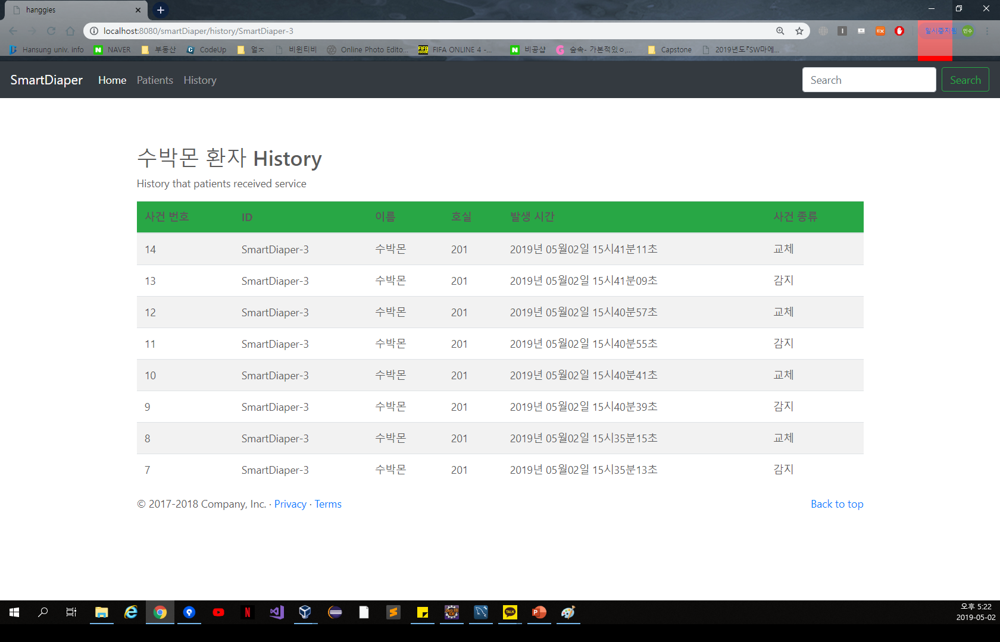 hanggies
localhost:8080/smartDiaper/history/SmartDiaper-3
일시중지됨 민수
Hansung univ. info NAVER 부동산 CodeUp 얼ㅈ 비윈티비 Online Photo Edito... FIFA ONLINE 4 -... 비공샵 숲속- 가본적있ㅇ,... Capstone 2019년도『SW마에...
SmartDiaper Home Patients History Search Search
수박몬 환자 History
History that patients received service
사건 번호 ID 이름 호실 발생 시간 사건 종류
14 SmartDiaper-3 수박몬 201 2019년 05월02일 15시41분11초 교체
13 SmartDiaper-3 수박몬 201 2019년 05월02일 15시41분09초 감지
12 SmartDiaper-3 수박몬 201 2019년 05월02일 15시40분57초 교체
11 SmartDiaper-3 수박몬 201 2019년 05월02일 15시40분55초 감지
10 SmartDiaper-3 수박몬 201 2019년 05월02일 15시40분41초 교체
9 SmartDiaper-3 수박몬 201 2019년 05월02일 15시40분39초 감지
8 SmartDiaper-3 수박몬 201 2019년 05월02일 15시35분15초 교체
7 SmartDiaper-3 수박몬 201 2019년 05월02일 15시35분13초 감지
© 2017-2018 Company, Inc. · Privacy · Terms Back to top
오후 5:22
2019-05-02